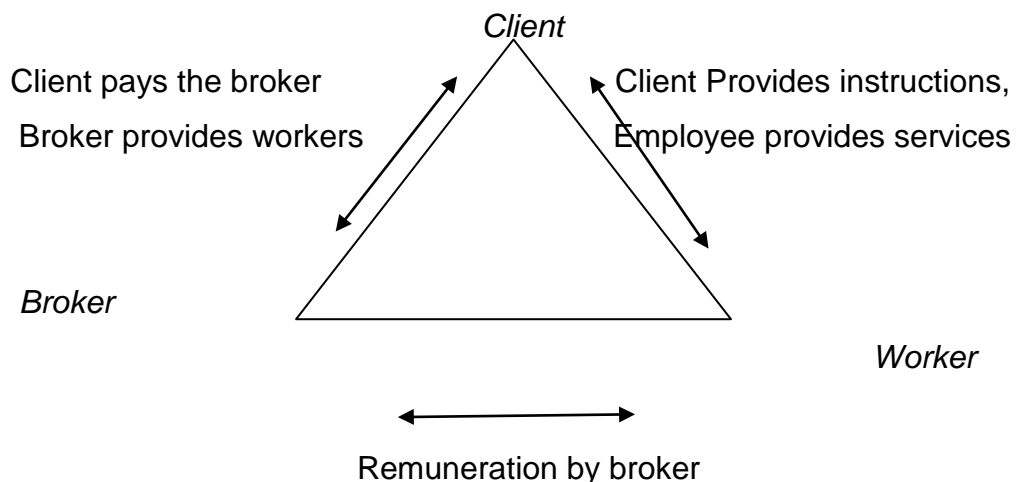 Client
Client pays the broker
Broker provides workers
Client Provides instructions,
Employee provides services
Broker
Worker
Remuneration by broker